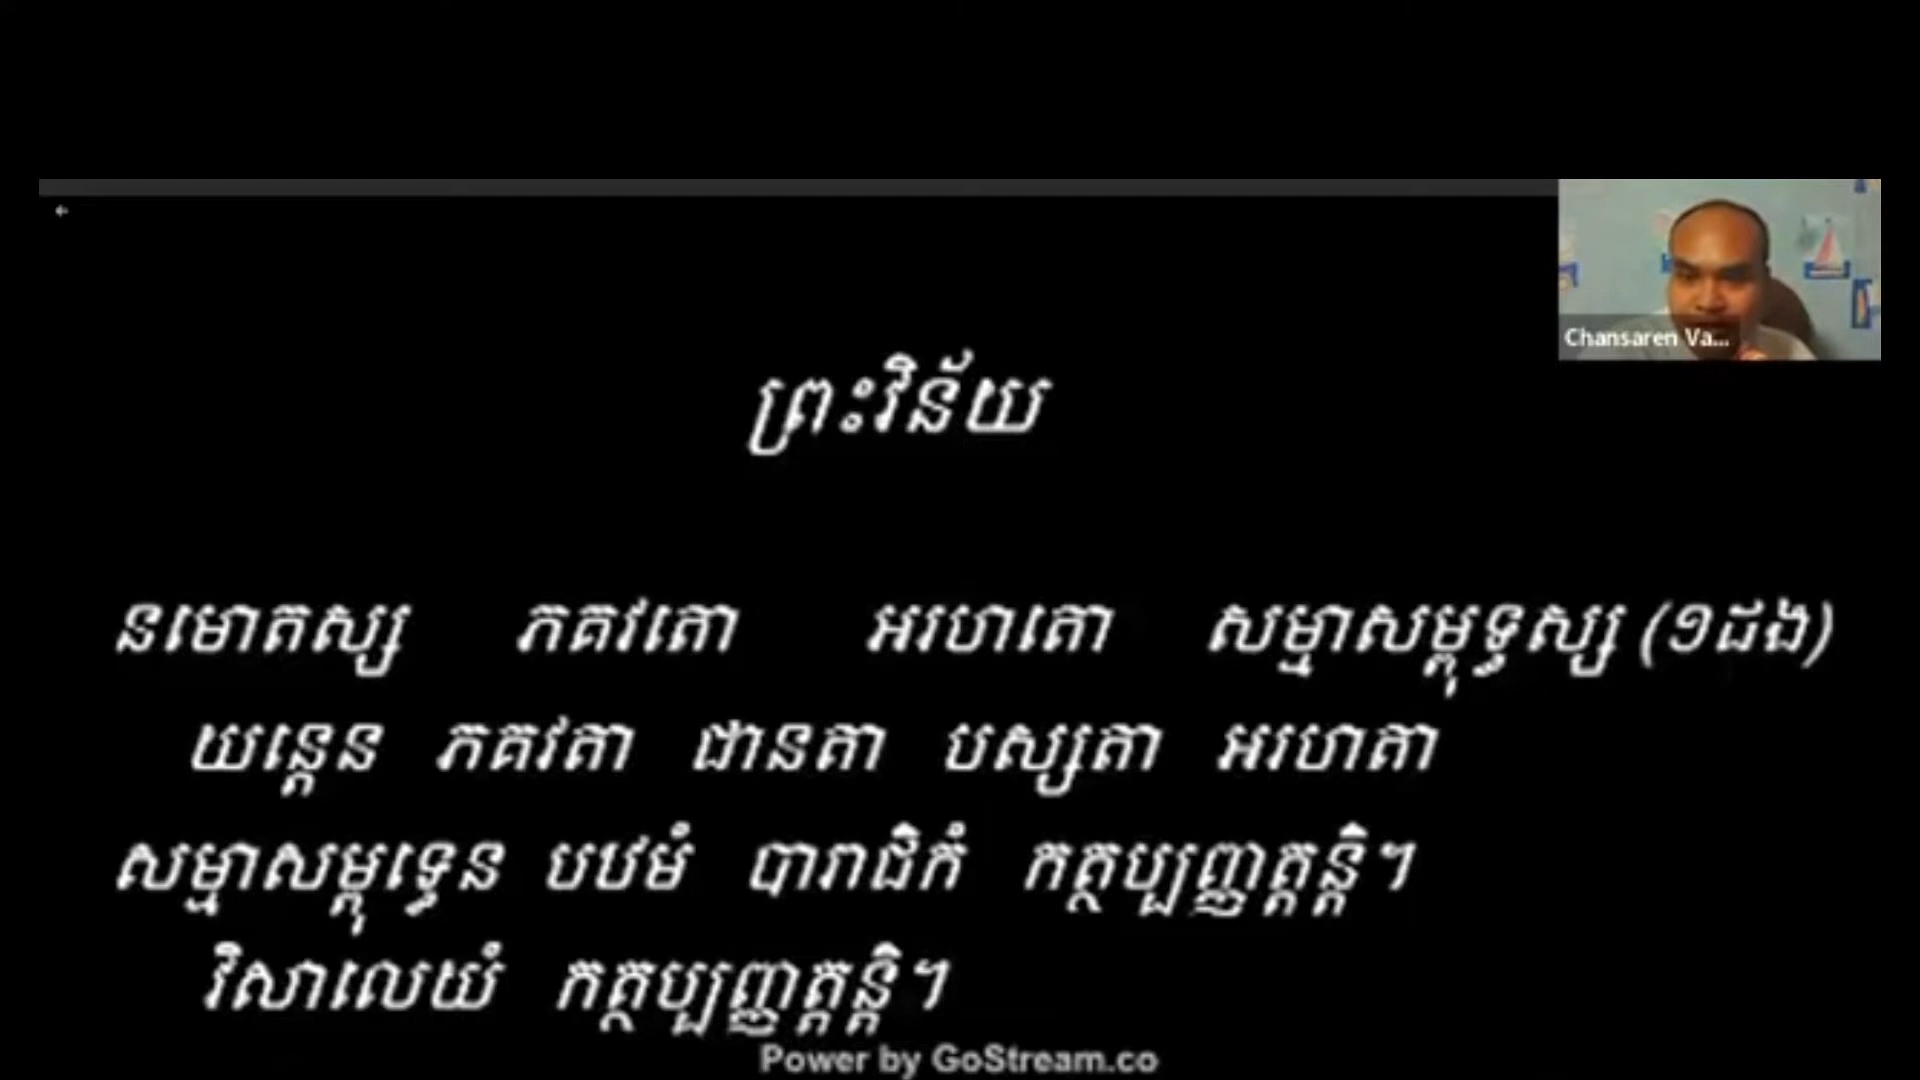 Chansaren Va...
ព្រះវិន័យ
នមោតស្ស ភគវតោ អរហតោ សម្មាសម្ពុទ្ធស្ស (១ដង)
យន្តេន ភគវតា ជានតា បស្សតា អរហតា
សម្មាសម្ពុទ្ធេន បឋមំ បារាជិកំ កត្ថប្បញ្ញត្តន្តិ។
វិសាលេយំ កត្ថប្បញ្ញត្តន្តិ។
Power by GoStream.co